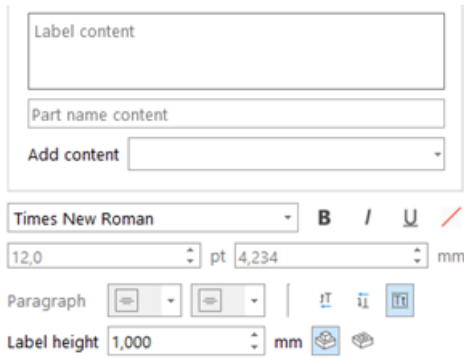 Label content
Part name content
Add content
Times New Roman B I U
12,0 pt 4,234 mm
Paragraph
Label height 1,000 mm